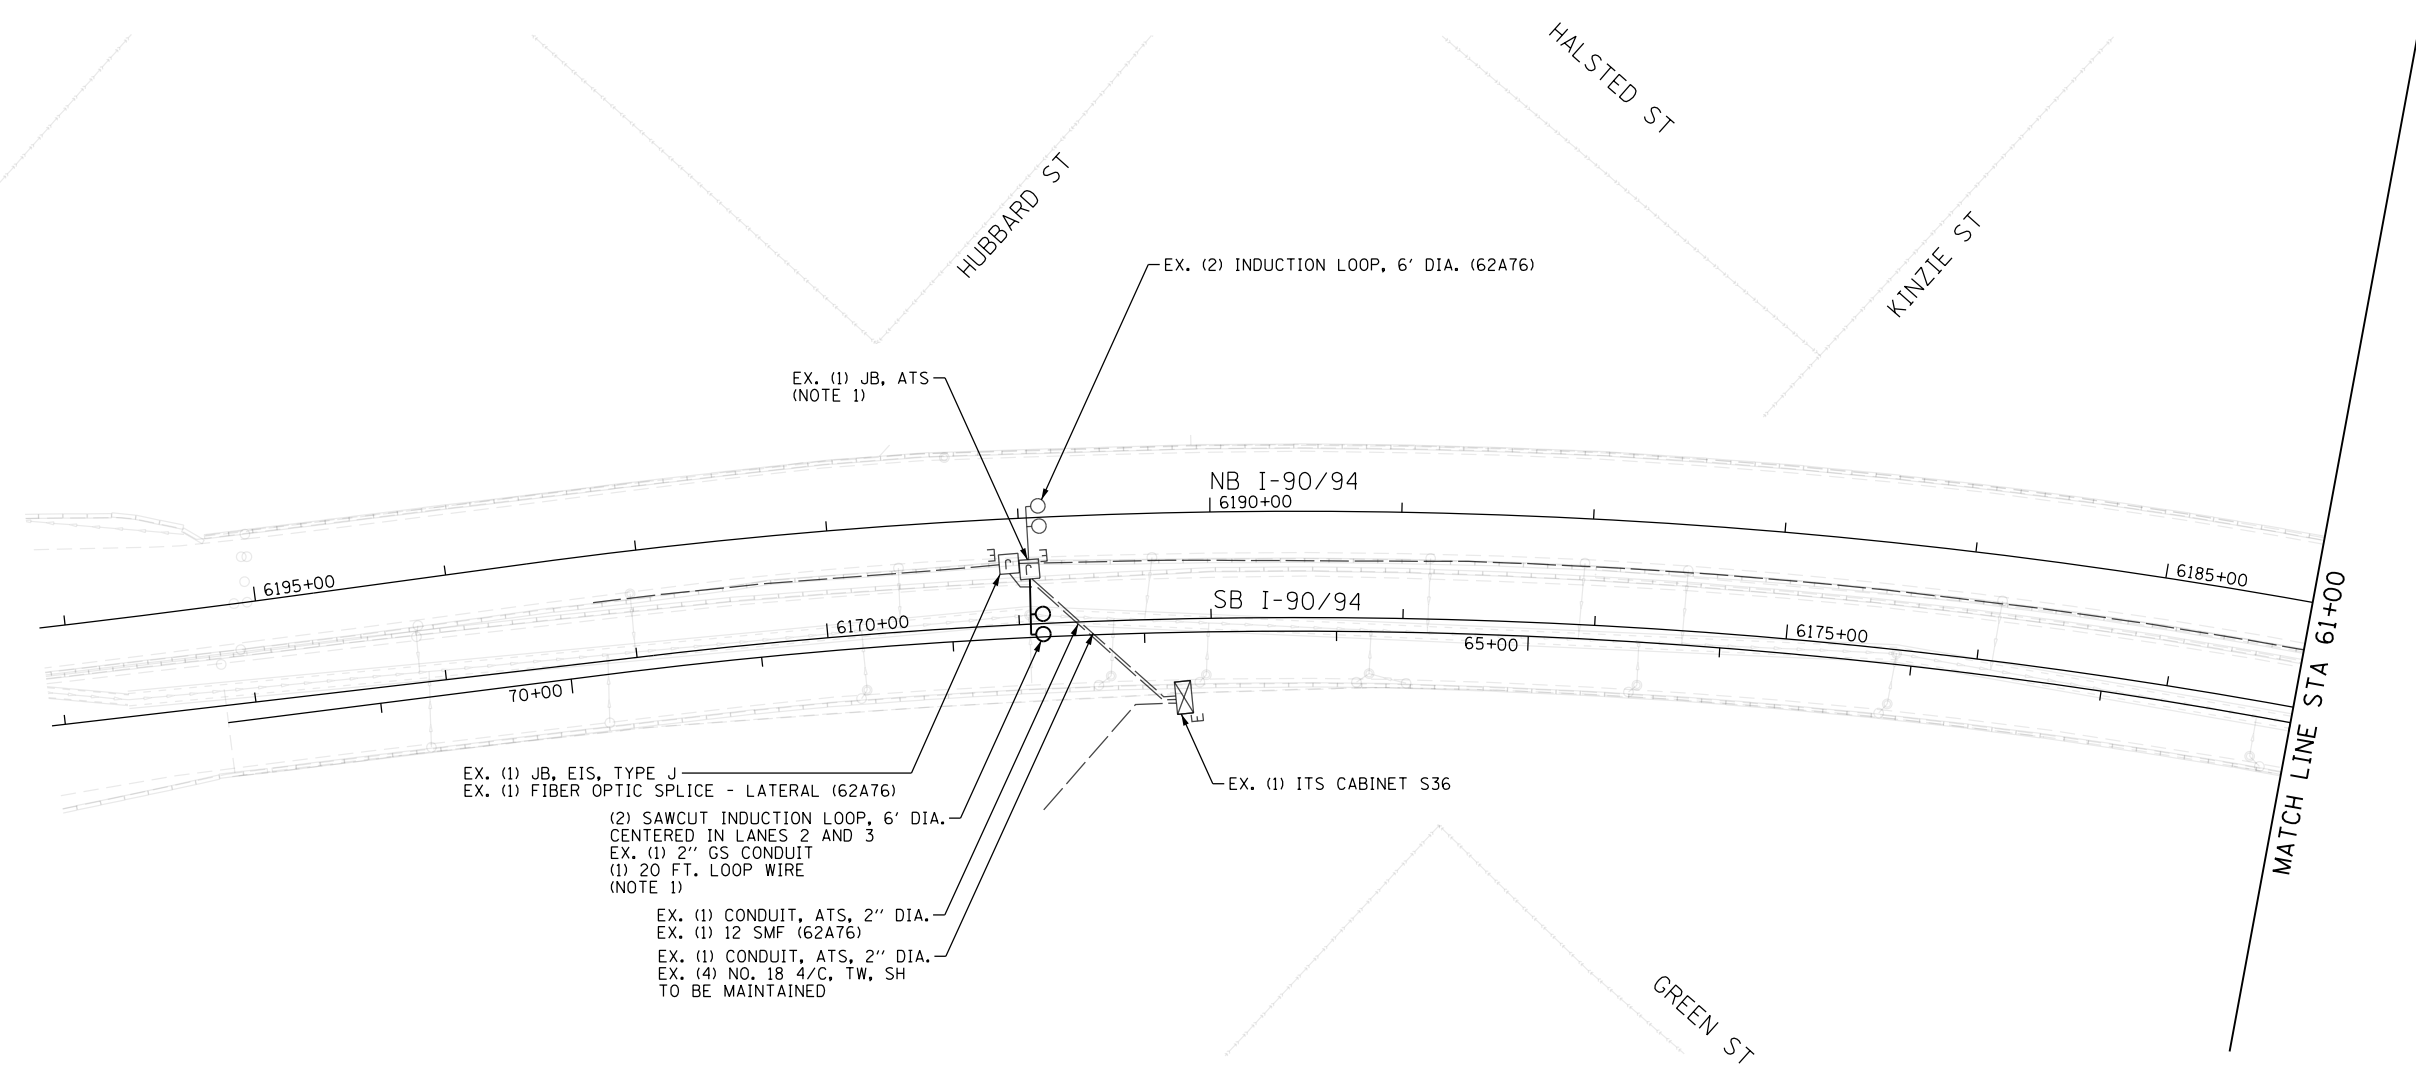 HALSTED ST
HUBBARD ST
KINZIE ST
EX. (2) INDUCTION LOOP, 6' DIA. (62A76)
EX. (1) JB, ATS
(NOTE 1)
NB I-90/94
6190+00
E
E
6195+00
6185+00
SB I-90/94
6170+00
6175+00
65+00
70+00
E
MATCH LINE STA 61+00
EX. (1) JB, EIS, TYPE J
EX. (1) FIBER OPTIC SPLICE - LATERAL (62A76)
EX. (1) ITS CABINET S36
(2) SAWCUT INDUCTION LOOP, 6' DIA.
CENTERED IN LANES 2 AND 3
EX. (1) 2'' GS CONDUIT
(1) 20 FT. LOOP WIRE
(NOTE 1)
EX. (1) CONDUIT, ATS, 2'' DIA.
EX. (1) 12 SMF (62A76)
EX. (1) CONDUIT, ATS, 2'' DIA.
EX. (4) NO. 18 4/C, TW, SH
TO BE MAINTAINED
GREEN ST